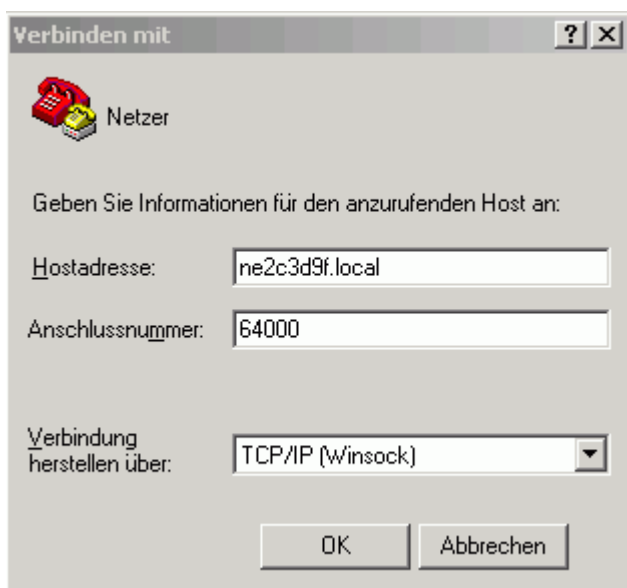 Verbinden mit
Netzer
Geben Sie Informationen für den anzurufenden Host an:
Hostadresse: ne2c3d9f.local
Anschlussnummer: 64000
Verbindung
herstellen über: TCP/IP (Winsock)
OK Abbrechen